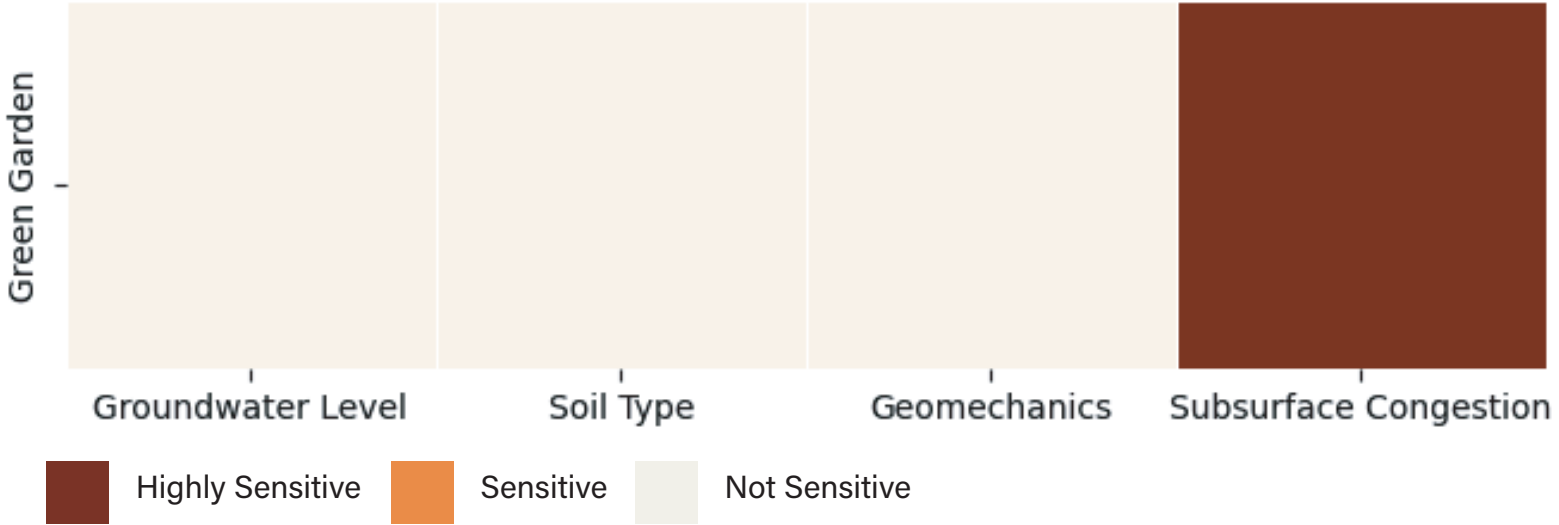 Green Garden
Groundwater Level Soil Type Geomechanics Subsurface Congestion
Highly Sensitive Sensitive Not Sensitive